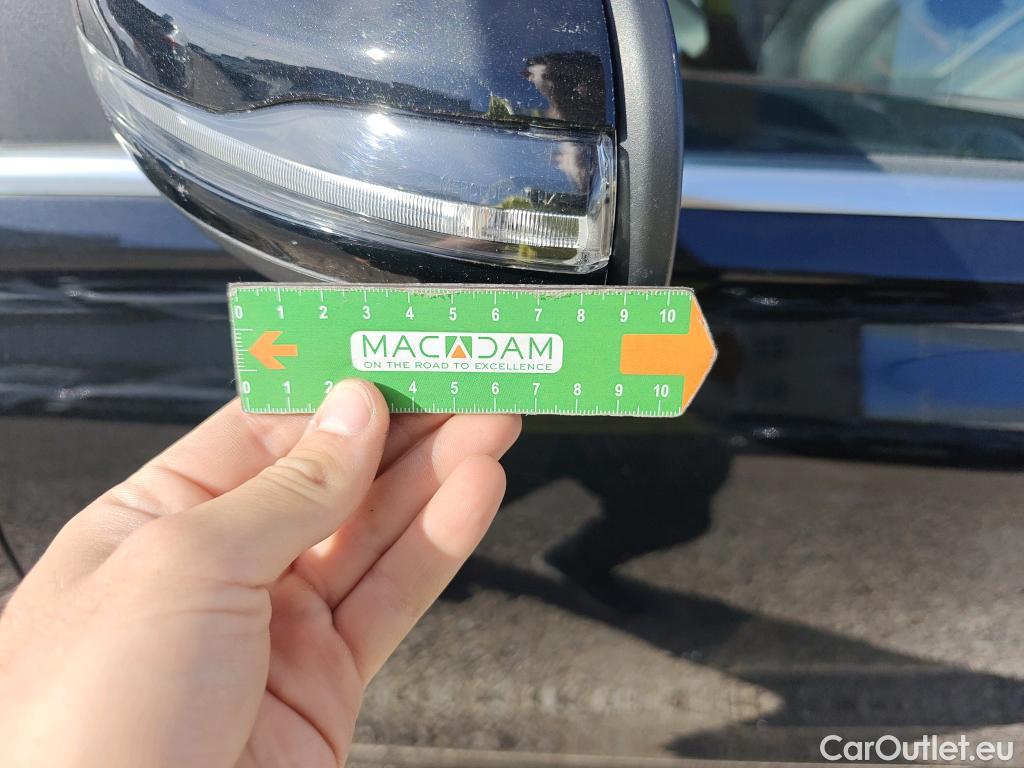 0 1 2 3 4 5 6 7 8 9 10
MACADAM
ON THE ROAD TO EXCELLENCE
0 1 2 4 5 6 7 8 9 10
CarOutlet.eu